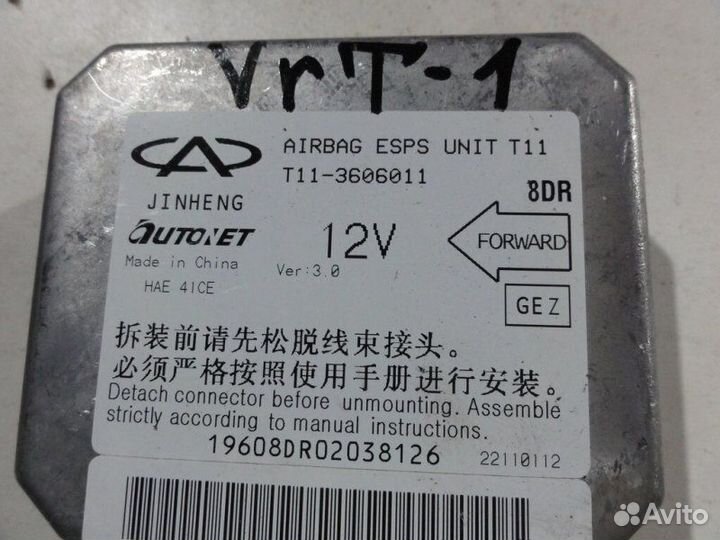 VrT-1
AIRBAG ESPS UNIT T11
T11-3606011
8DR
JINHENG
AUTONET
12V
FORWARD
Made in China
Ver:3.0
HAE 41CE
GEZ
拆装前请先松脱线束接头。
必须严格按照使用手册进行安装。
Detach connector before unmounting. Assemble
strictly according to manual instructions.
19608DR02038126
22110112
Avito